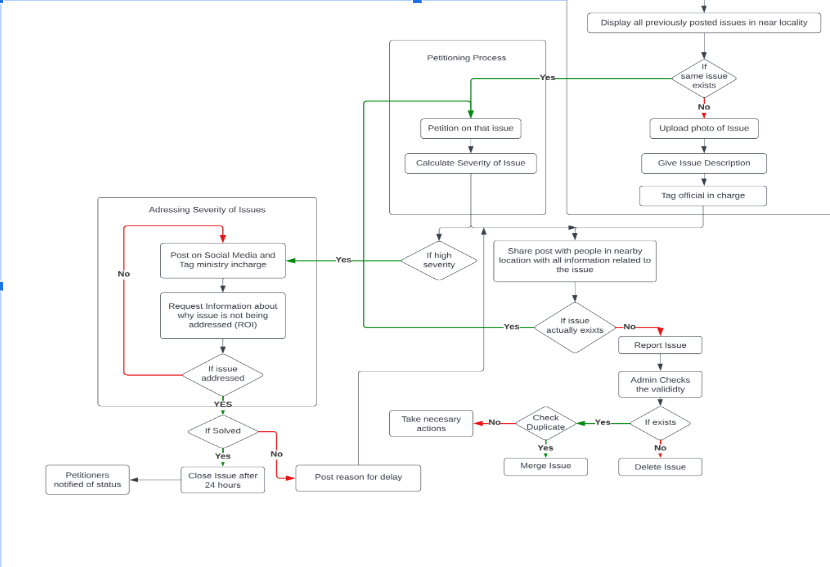 Display all previously posted issues in near locality
Petitioning Process
If
same issue
exists
Yes
No
Petition on that issue
Upload photo of Issue
Calculate Severity of Issue
Give Issue Description
Tag official in charge
Adressing Severity of Issues
Post on Social Media and
Tag ministry incharge
No
If high
severity
Yes
Share post with people in nearby
location with all information related to
the issue
Request Information about
why issue is not being
addressed (ROI)
If issue
actually exixts
Yes
No
Report Issue
If issue
addressed
Admin Checks
the valididty
YES
If Solved
Take necesary
actions
No
Check
Duplicate
Yes
If exists
Yes
No
Yes
No
Merge Issue
Delete Issue
Petitioners
notified of status
Close Issue after
24 hours
Post reason for delay